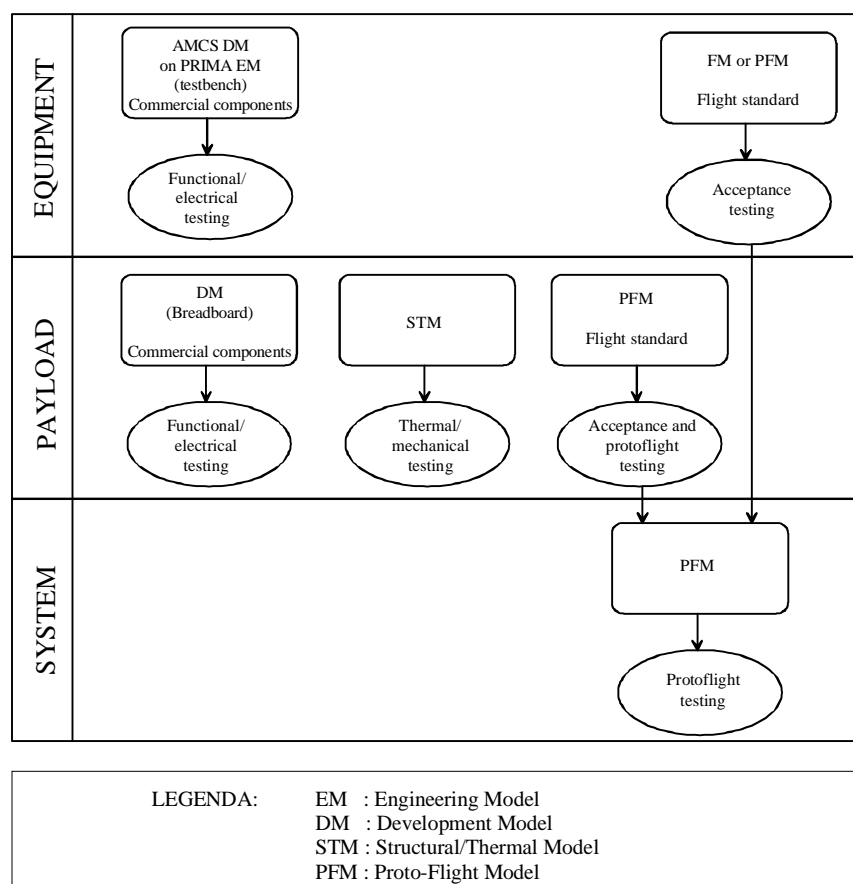 EQUIPMENT
AMCS DM
on PRIMA EM
(testbench)
Commercial components
Functional/
electrical
testing
FM or PFM
Flight standard
Acceptance
testing
PAYLOAD
DM
(Breadboard)
Commercial components
Functional/
electrical
testing
STM
Thermal/
mechanical
testing
PFM
Flight standard
Acceptance and
protoflight
testing
SYSTEM
PFM
Protoflight
testing
LEGENDA:
EM : Engineering Model
DM : Development Model
STM : Structural/Thermal Model
PFM : Proto-Flight Model